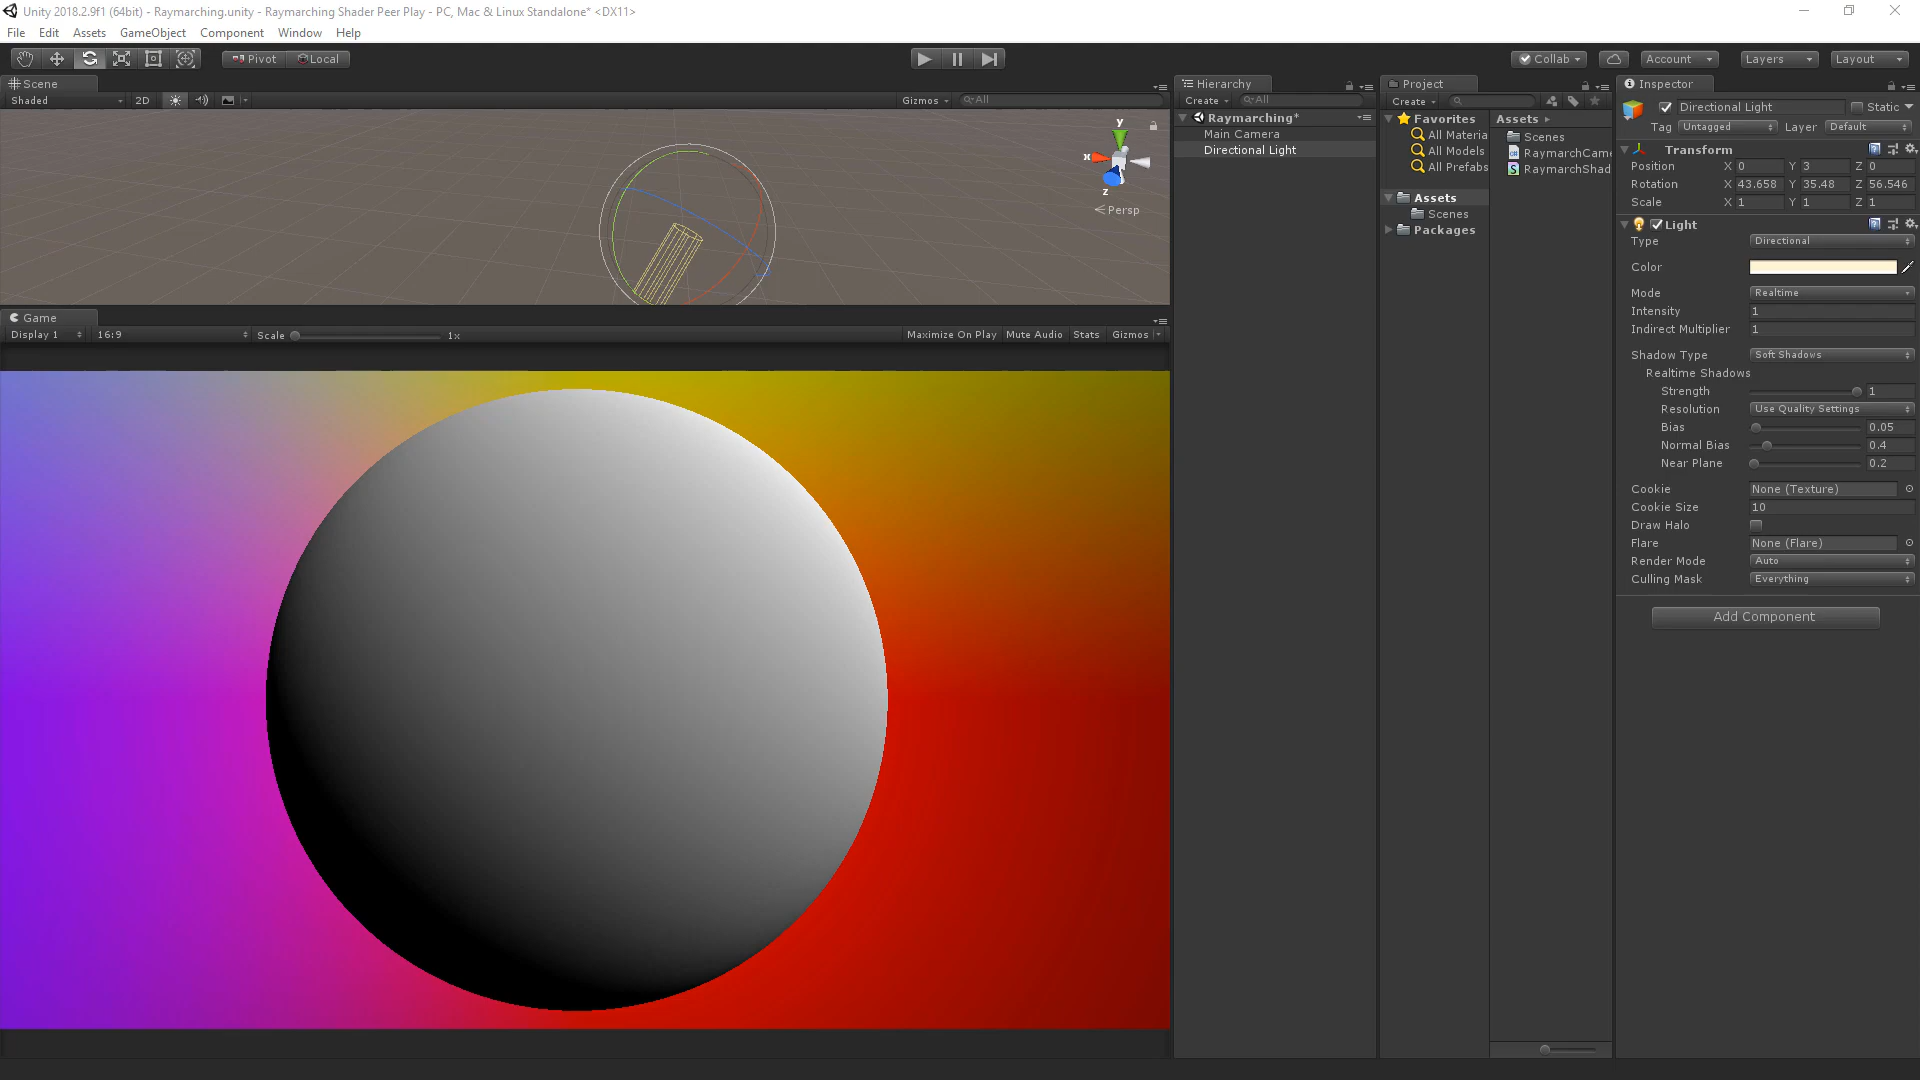 Unity 2018.2.9f1 (64bit) - Raymarching.unity - Raymarching Shader Peer Play - PC, Mac & Linux Standalone* <DX11>
File Edit Assets GameObject Component Window Help
Pivot Local Collab Account Layers Layout
Scene
Shaded 2D Gizmos All
y
x
z
Persp
Game
Display 1 16:9 Scale 1x Maximize On Play Mute Audio Stats Gizmos
Hierarchy
Create All
Raymarching*
Main Camera
Directional Light
Project
Create
Favorites
All Materia
All Models
All Prefabs
Assets
Scenes
Packages
Assets
Scenes
RaymarchCame
RaymarchShad
Inspector
Directional Light Static
Tag Untagged Layer Default
Transform
Position X 0 Y 3 Z 0
Rotation X 43.658 Y 35.48 Z 56.546
Scale X 1 Y 1 Z 1
Light
Type Directional
Color
Mode Realtime
Intensity 1
Indirect Multiplier 1
Shadow Type Soft Shadows
Realtime Shadows
Strength 1
Resolution Use Quality Settings
Bias 0.05
Normal Bias 0.4
Near Plane 0.2
Cookie None (Texture)
Cookie Size 10
Draw Halo
Flare None (Flare)
Render Mode Auto
Culling Mask Everything
Add Component